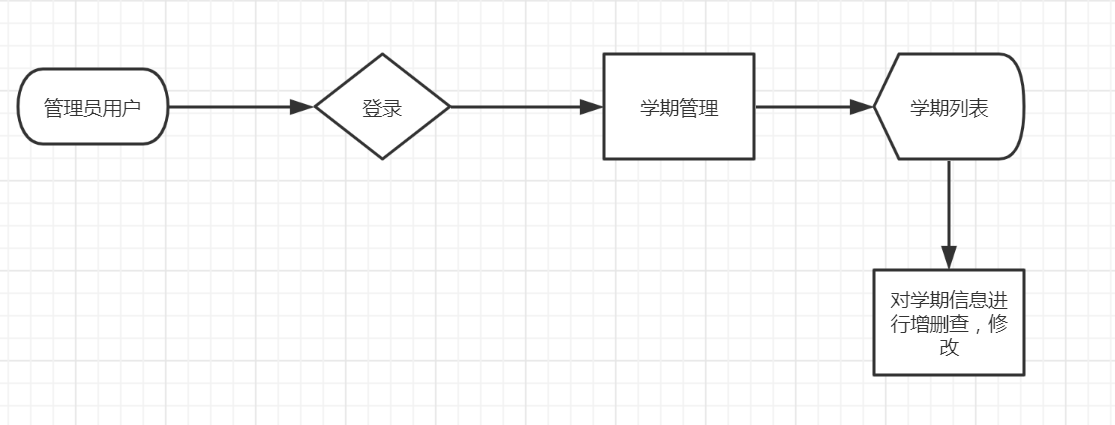 管理员用户
登录
学期管理
学期列表
对学期信息进
行增删查，修
改